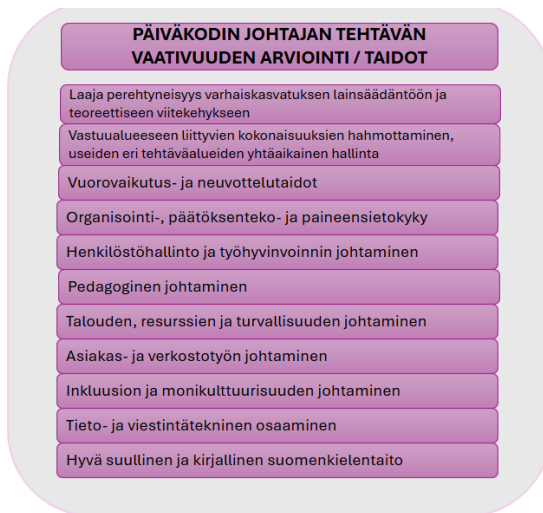 PÄIVÄKODIN JOHTAJAN TEHTÄVÄN
VAATIVUUDEN ARVIOINTI / TAIDOT
Laaja perehtyneisyys varhaiskasvatuksen lainsäädäntöön ja
teoreettiseen viitekehykseen
Vastuualueeseen liittyvien kokonaisuuksien hahmottaminen,
useiden eri tehtäväalueiden yhtäaikainen hallinta
Vuorovaikutus- ja neuvottelutaidot
Organisointi-, päätöksenteko- ja paineensietokyky
Henkilöstöhallinto ja työhyvinvoinnin johtaminen
Pedagoginen johtaminen
Talouden, resurssien ja turvallisuuden johtaminen
Asiakas- ja verkostotyön johtaminen
Inkluusion ja monikulttuurisuuden johtaminen
Tieto- ja viestintätekninen osaaminen
Hyvä suullinen ja kirjallinen suomenkielentaito